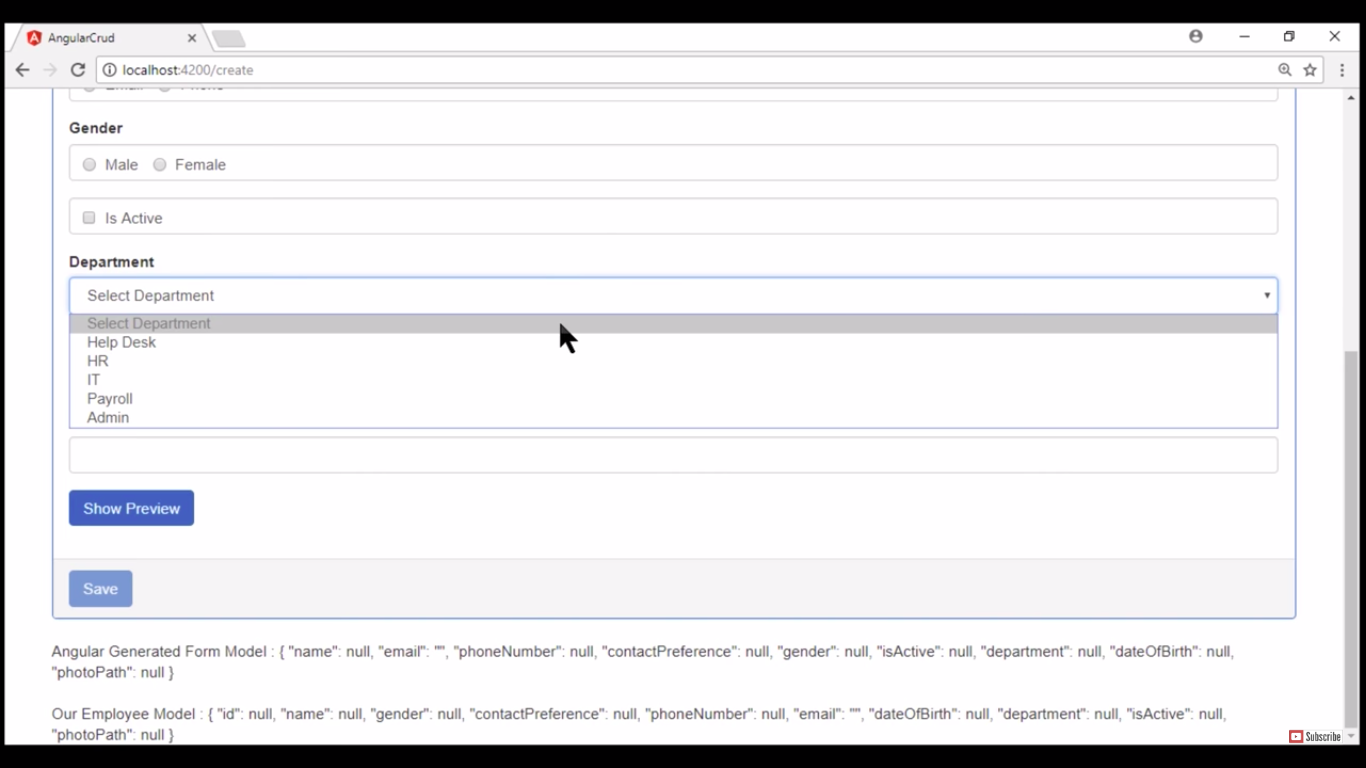 AngularCrud
localhost:4200/create
Email Phone
Gender
Male Female
Is Active
Department
Select Department
Select Department
Help Desk
HR
IT
Payroll
Admin
Show Preview
Save
Angular Generated Form Model : { "name": null, "email": "", "phoneNumber": null, "contactPreference": null, "gender": null, "isActive": null, "department": null, "dateOfBirth": null,
"photoPath": null }
Our Employee Model : { "id": null, "name": null, "gender": null, "contactPreference": null, "phoneNumber": null, "email": "", "dateOfBirth": null, "department": null, "isActive": null,
"photoPath": null }
Subscribe